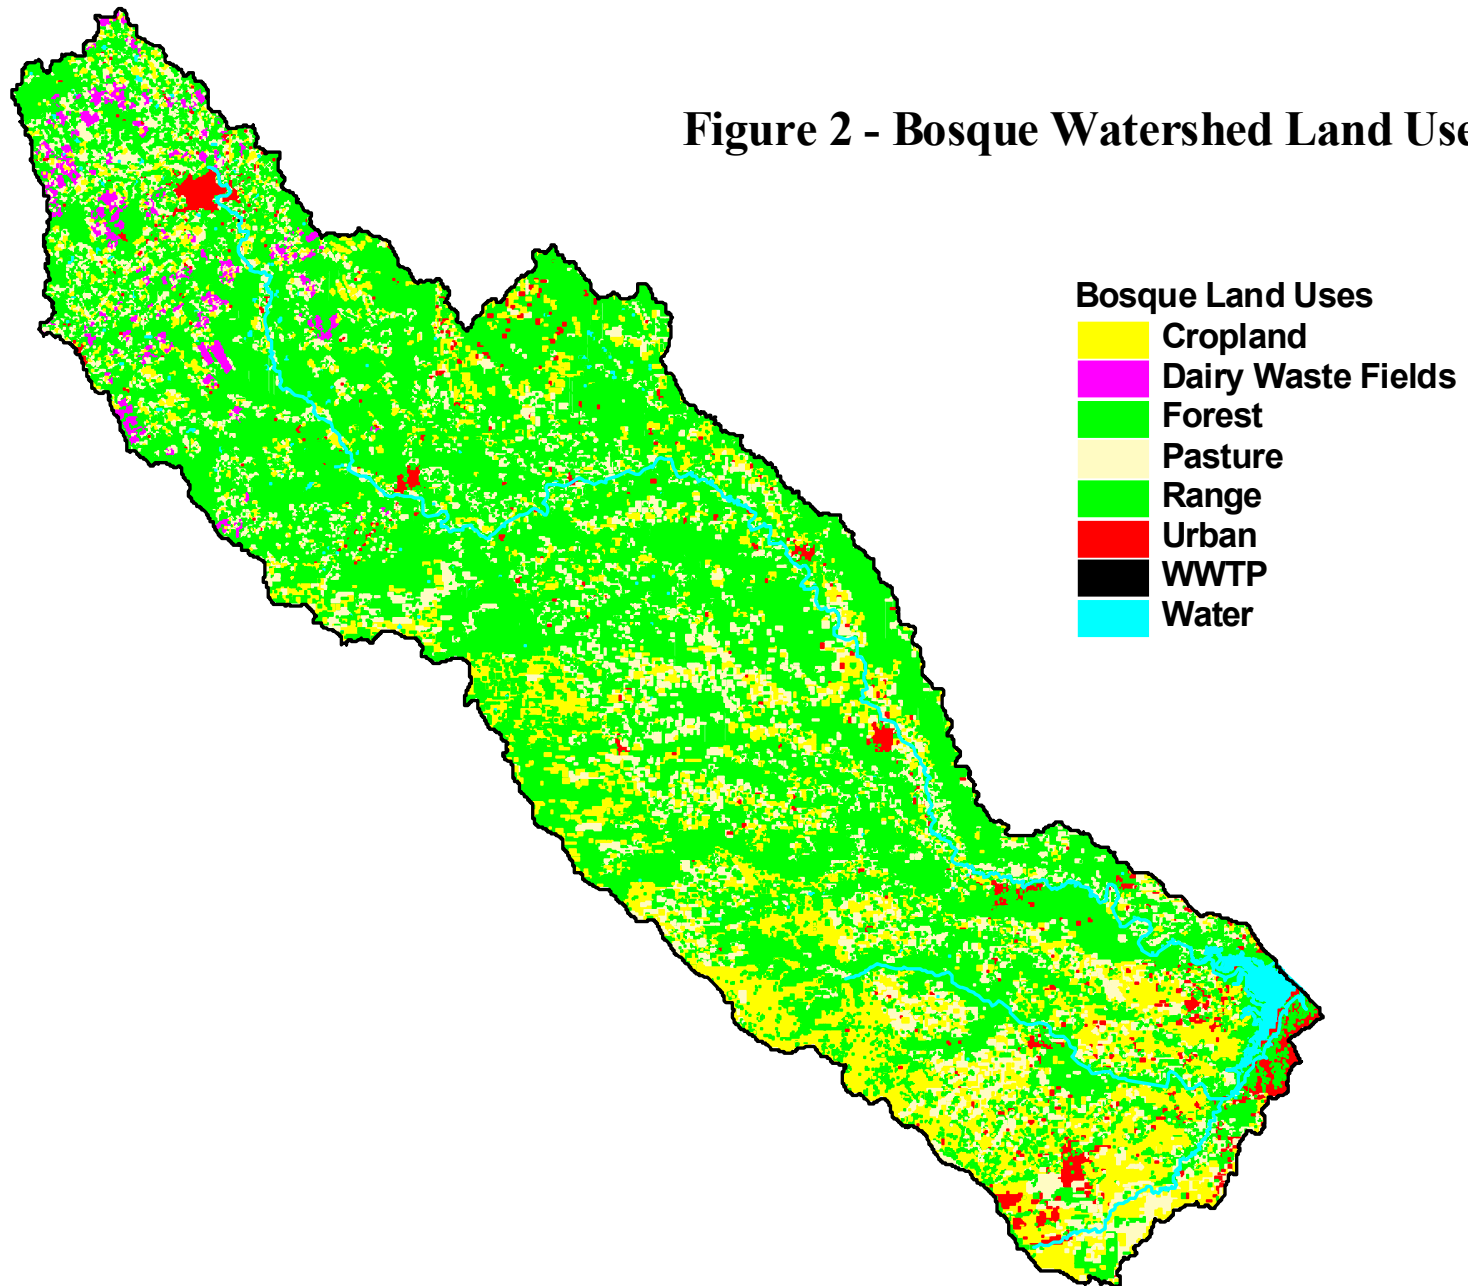 Figure 2 - Bosque Watershed Land Use
Bosque Land Uses
Cropland
Dairy Waste Fields
Forest
Pasture
Range
Urban
WWTP
Water